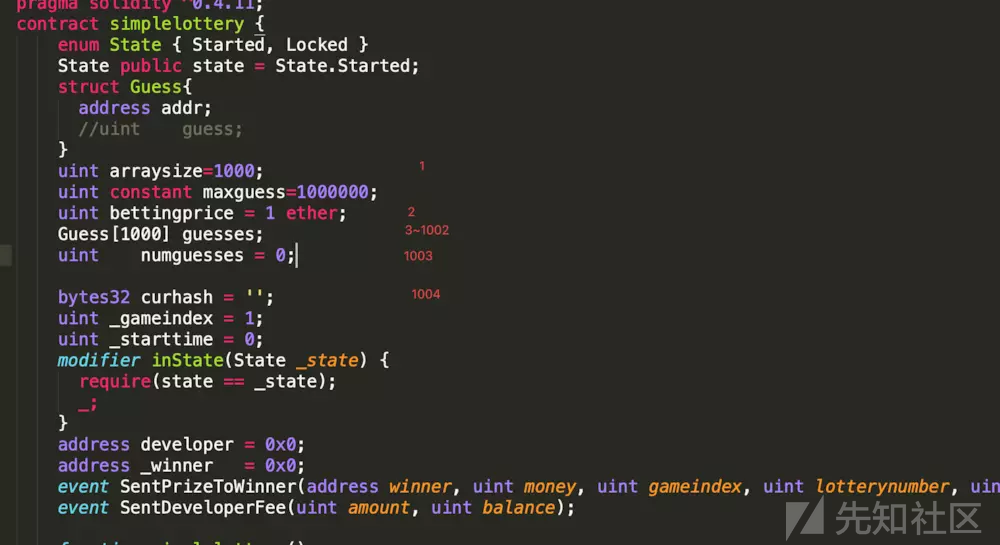 pragma solidity ^0.4.11;
contract simplelottery {
enum State { Started, Locked }
State public state = State.Started;
struct Guess{
address addr;
//uint    guess;
}
uint arraysize=1000; 1
uint constant maxguess=1000000;
uint bettingprice = 1 ether; 2
Guess[1000] guesses; 3~1002
uint    numguesses = 0; 1003
bytes32 curhash = ''; 1004
uint _gameindex = 1;
uint _starttime = 0;
modifier inState(State _state) {
require(state == _state);
_;
}
address developer = 0x0;
address _winner   = 0x0;
event SentPrizeToWinner(address winner, uint money, uint gameindex, uint lotterynumber, uin
event SentDeveloperFee(uint amount, uint balance);
先知社区